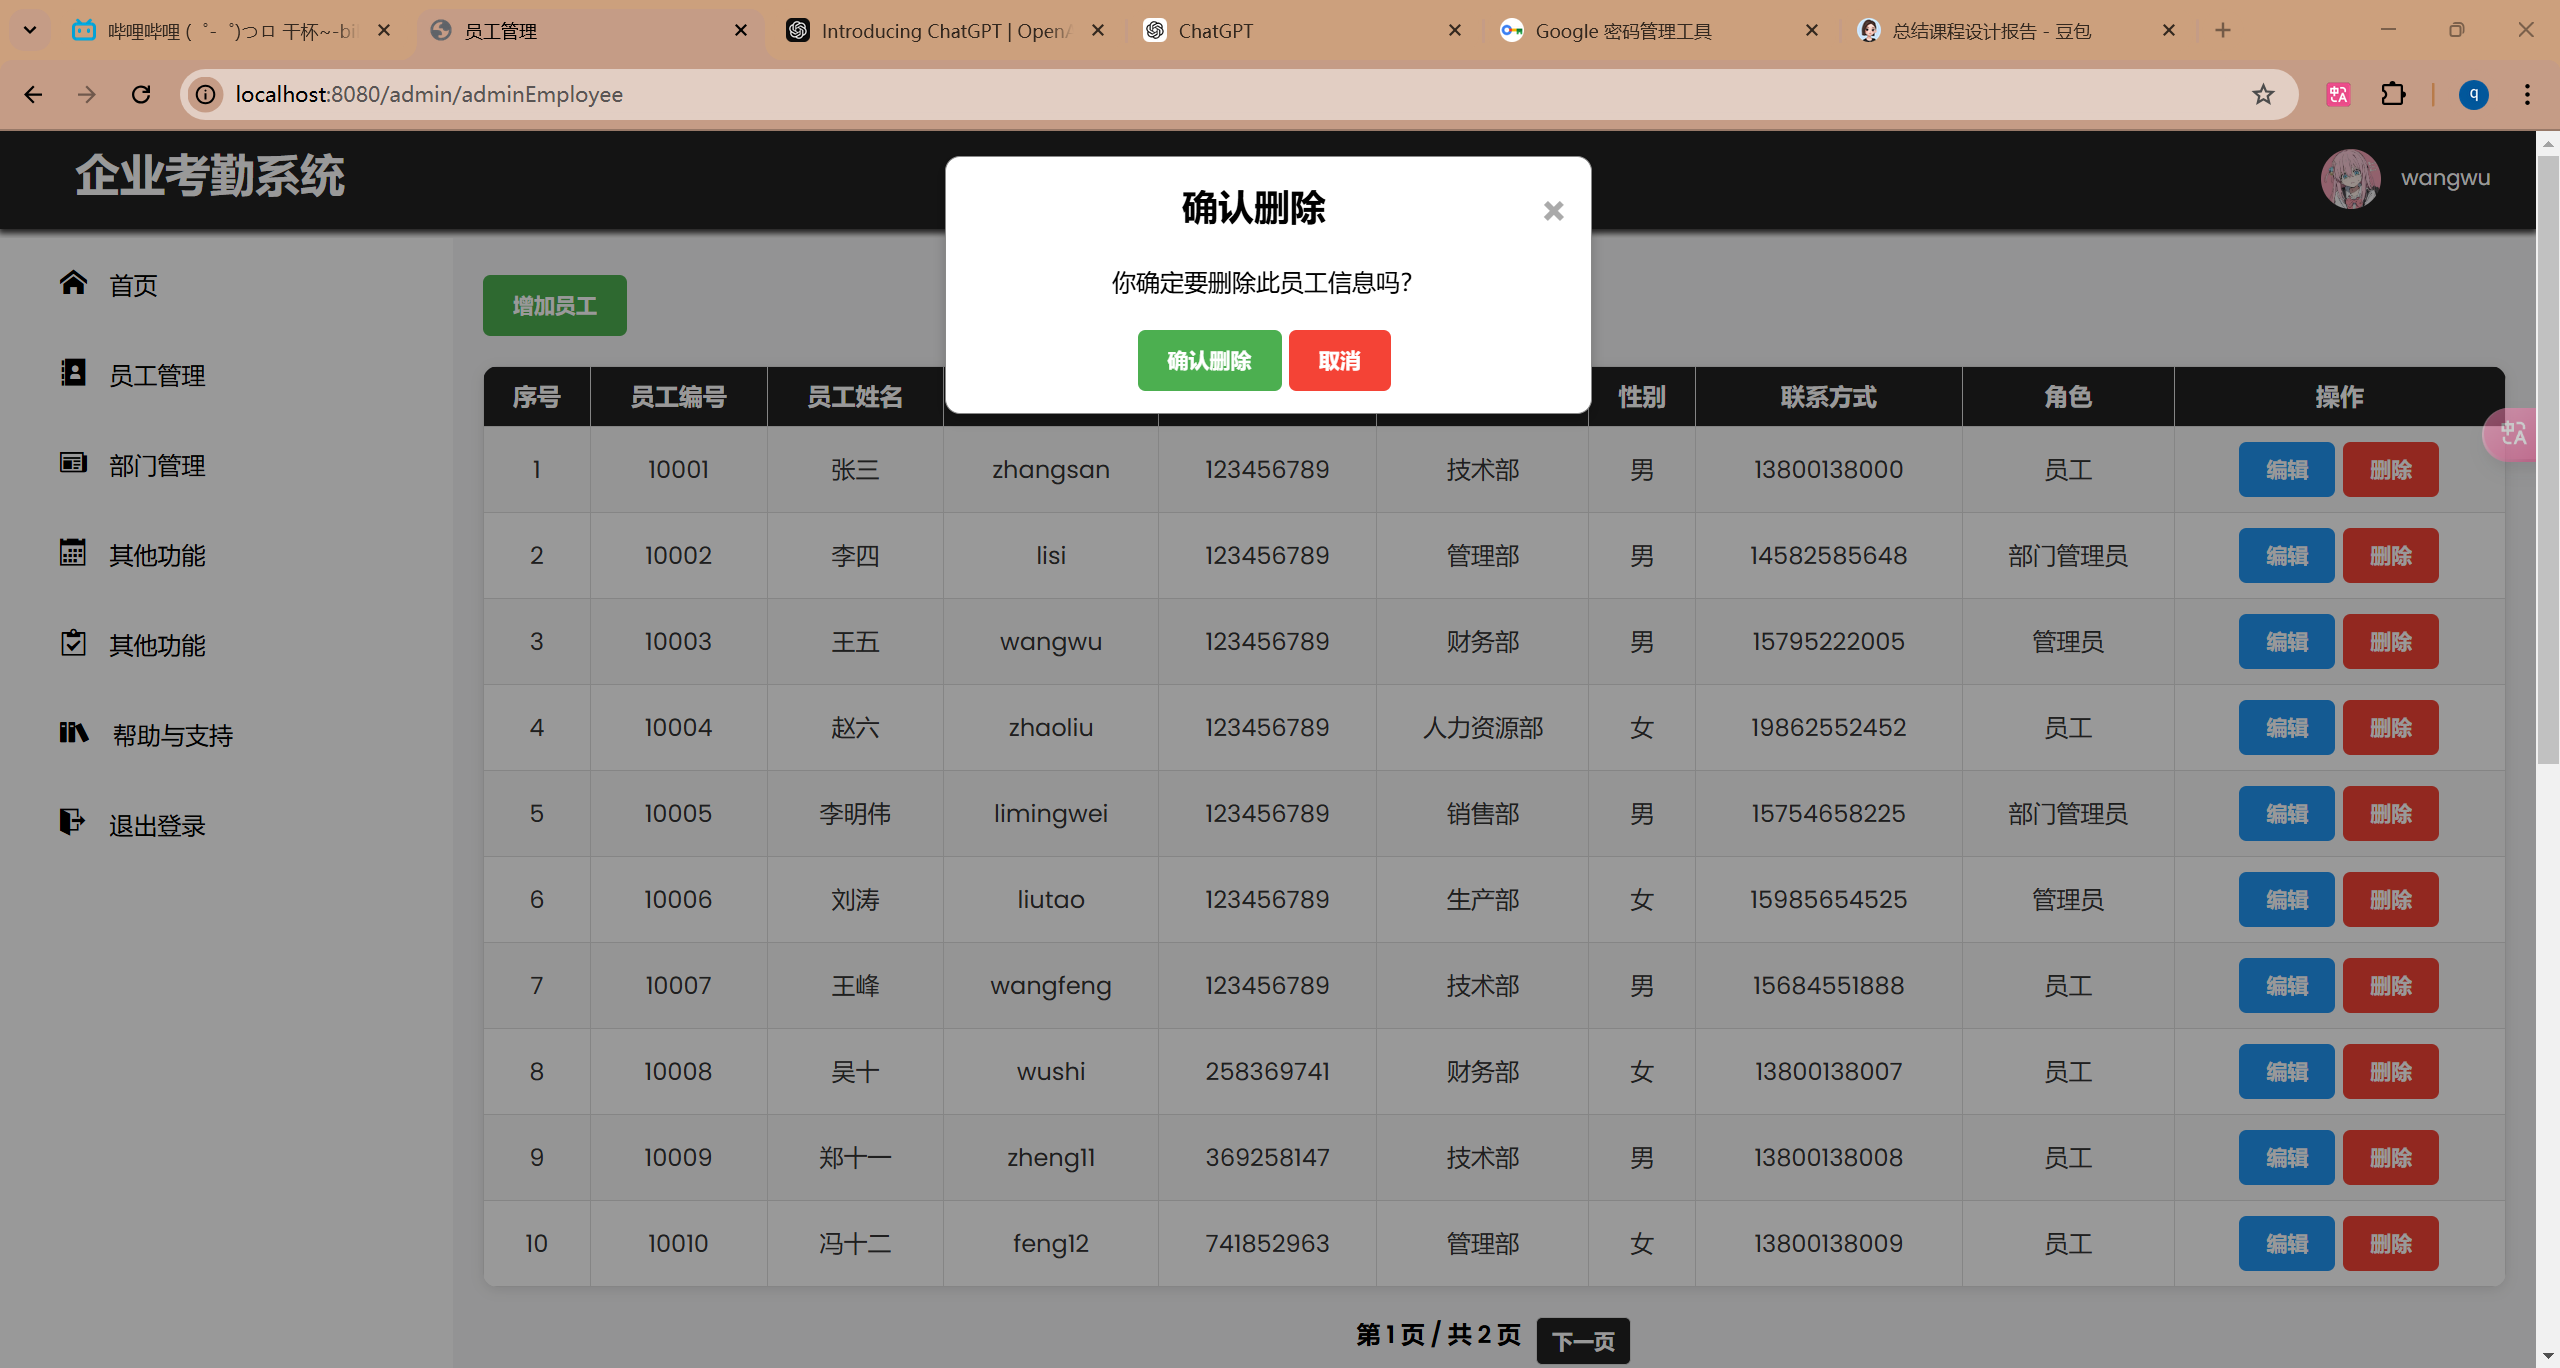 哔哩哔哩 (゜-゜)つロ 干杯~-bi
员工管理
Introducing ChatGPT | OpenA
ChatGPT
Google 密码管理工具
总结课程设计报告 - 豆包
localhost:8080/admin/adminEmployee
中A
q
企业考勤系统
wangwu
确认删除
×
你确定要删除此员工信息吗?
确认删除 取消
首页
员工管理
部门管理
其他功能
其他功能
帮助与支持
退出登录
增加员工
序号 员工编号 员工姓名 性别 联系方式 角色 操作
1 10001 张三 zhangsan 123456789 技术部 男 13800138000 员工 编辑 删除
2 10002 李四 lisi 123456789 管理部 男 14582585648 部门管理员 编辑 删除
3 10003 王五 wangwu 123456789 财务部 男 15795222005 管理员 编辑 删除
4 10004 赵六 zhaoliu 123456789 人力资源部 女 19862552452 员工 编辑 删除
5 10005 李明伟 limingwei 123456789 销售部 男 15754658225 部门管理员 编辑 删除
6 10006 刘涛 liutao 123456789 生产部 女 15985654525 管理员 编辑 删除
7 10007 王峰 wangfeng 123456789 技术部 男 15684551888 员工 编辑 删除
8 10008 吴十 wushi 258369741 财务部 女 13800138007 员工 编辑 删除
9 10009 郑十一 zheng11 369258147 技术部 男 13800138008 员工 编辑 删除
10 10010 冯十二 feng12 741852963 管理部 女 13800138009 员工 编辑 删除
中A
第 1 页 / 共 2 页 下一页